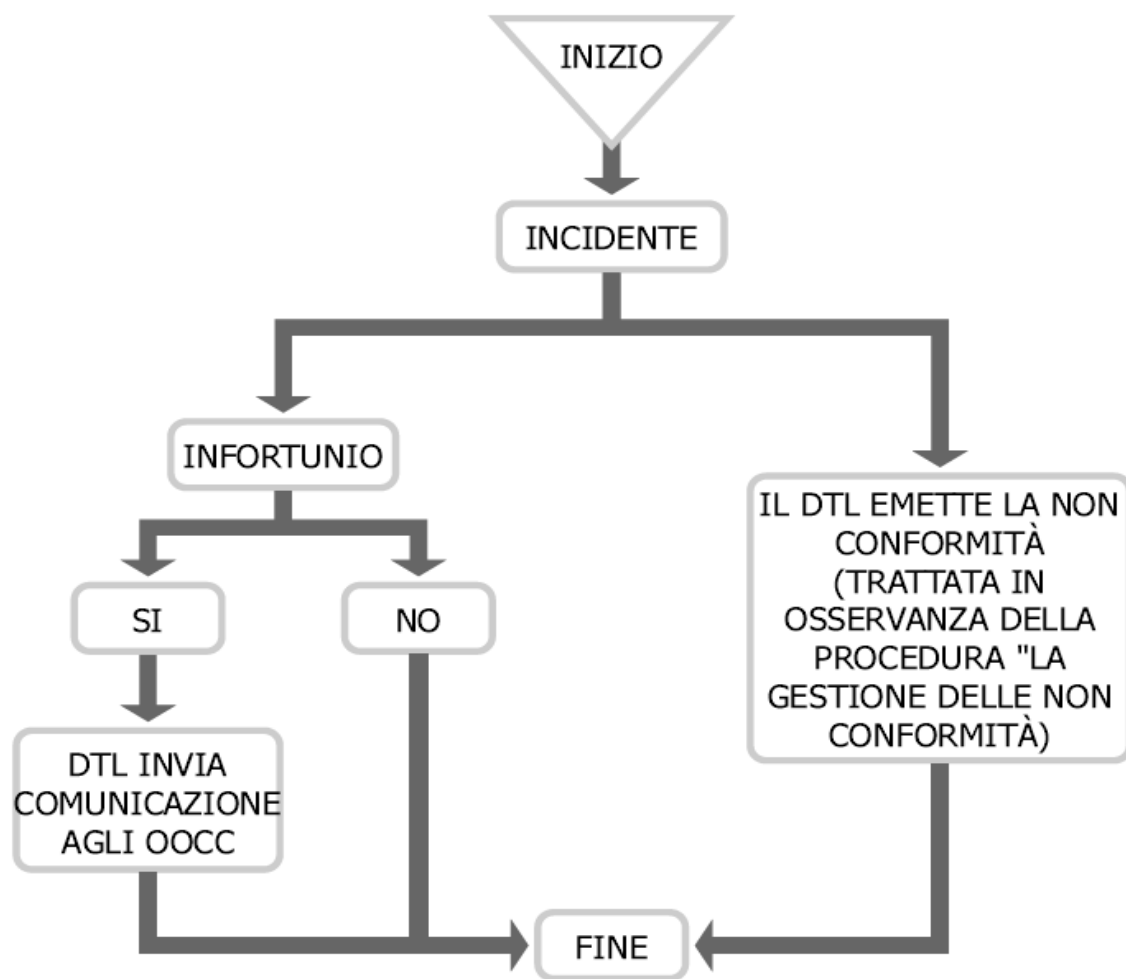 INIZIO
INCIDENTE
INFORTUNIO
SI
NO
DTL INVIA
COMUNICAZIONE
AGLI OOCC
IL DTL EMETTE LA NON
CONFORMITÀ
(TRATTATA IN
OSSERVANZA DELLA
PROCEDURA "LA
GESTIONE DELLE NON
CONFORMITÀ)
FINE